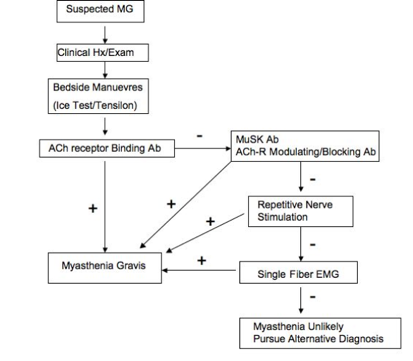 Suspected MG
Clinical Hx/Exam
Bedside Manuevres
(Ice Test/Tensilon)
ACh receptor Binding Ab
-
MuSK Ab
ACh-R Modulating/Blocking Ab
-
+
+
+
Repetitive Nerve
Stimulation
-
Myasthenia Gravis
+
Single Fiber EMG
-
Myasthenia Unlikely
Pursue Alternative Diagnosis